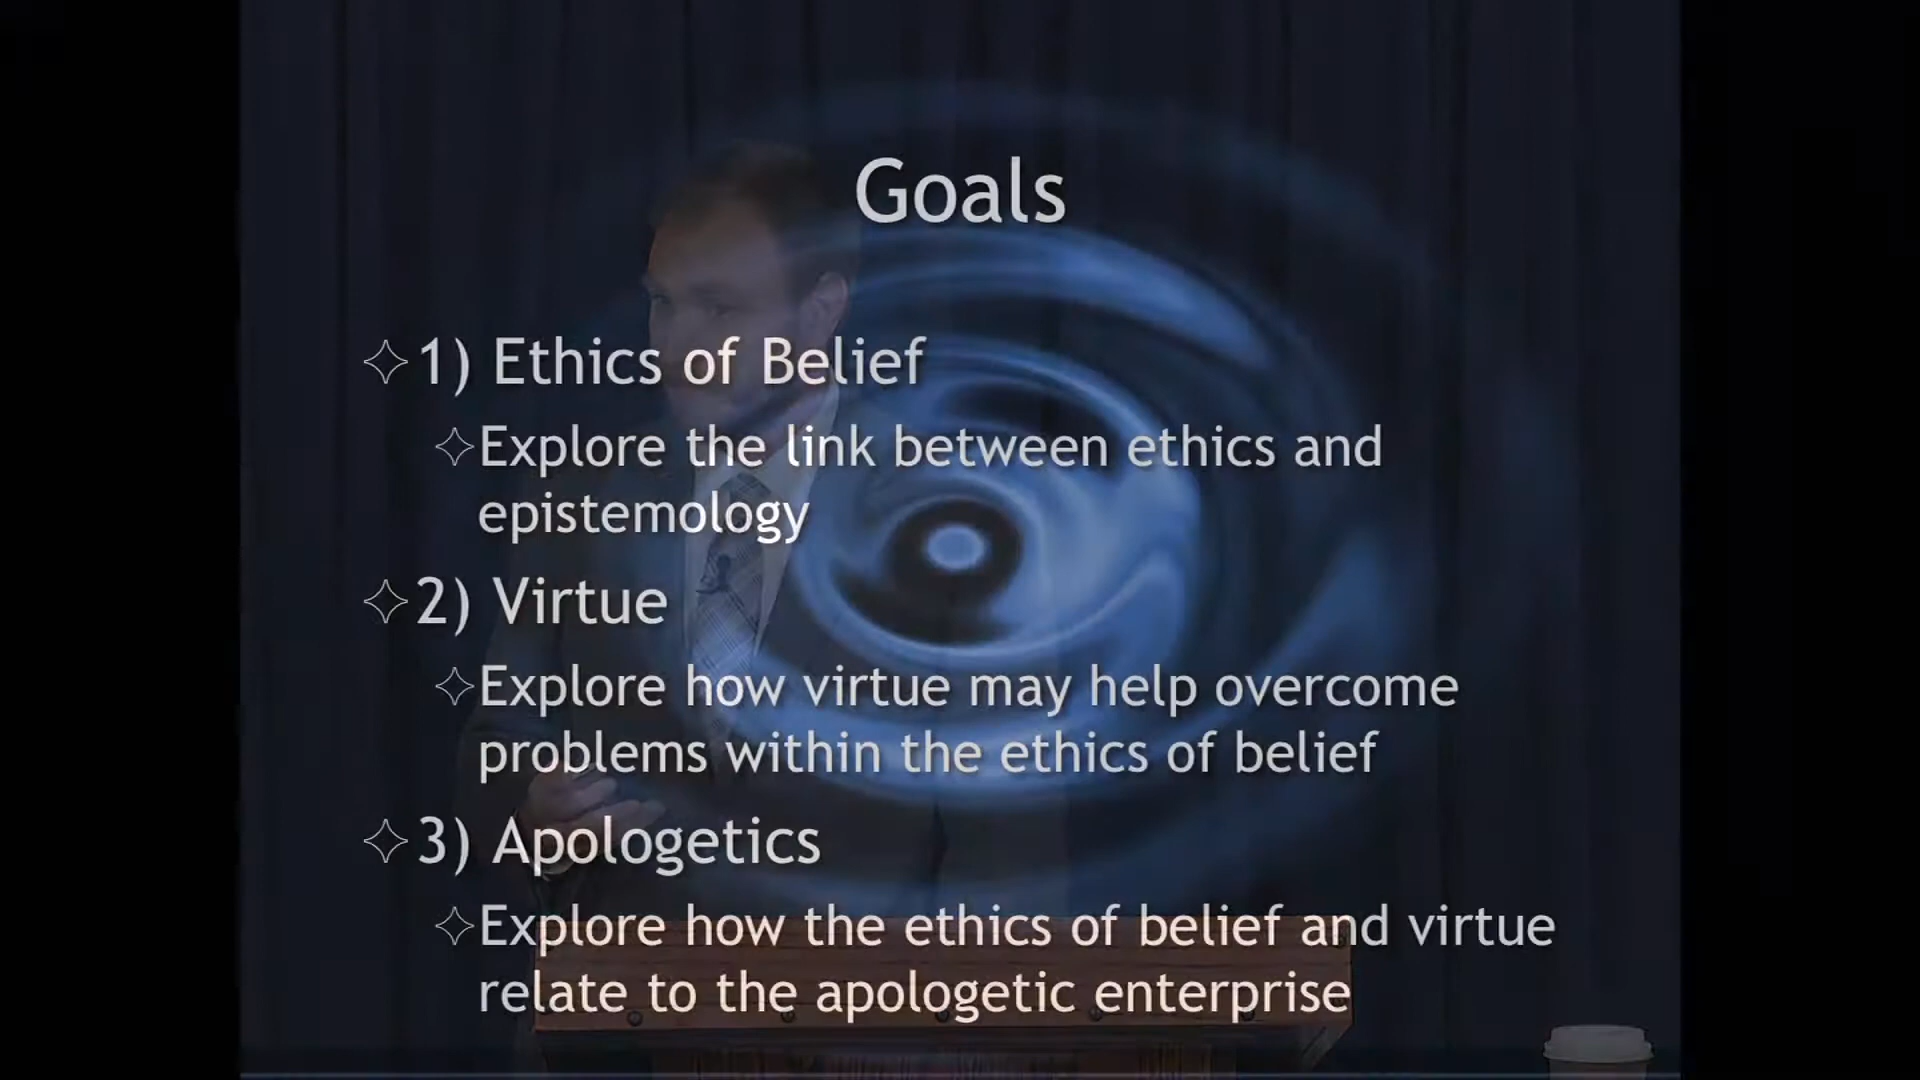 Goals
1) Ethics of Belief
Explore the link between ethics and
epistemology
2) Virtue
Explore how virtue may help overcome
problems within the ethics of belief
3) Apologetics
Explore how the ethics of belief and virtue
relate to the apologetic enterprise